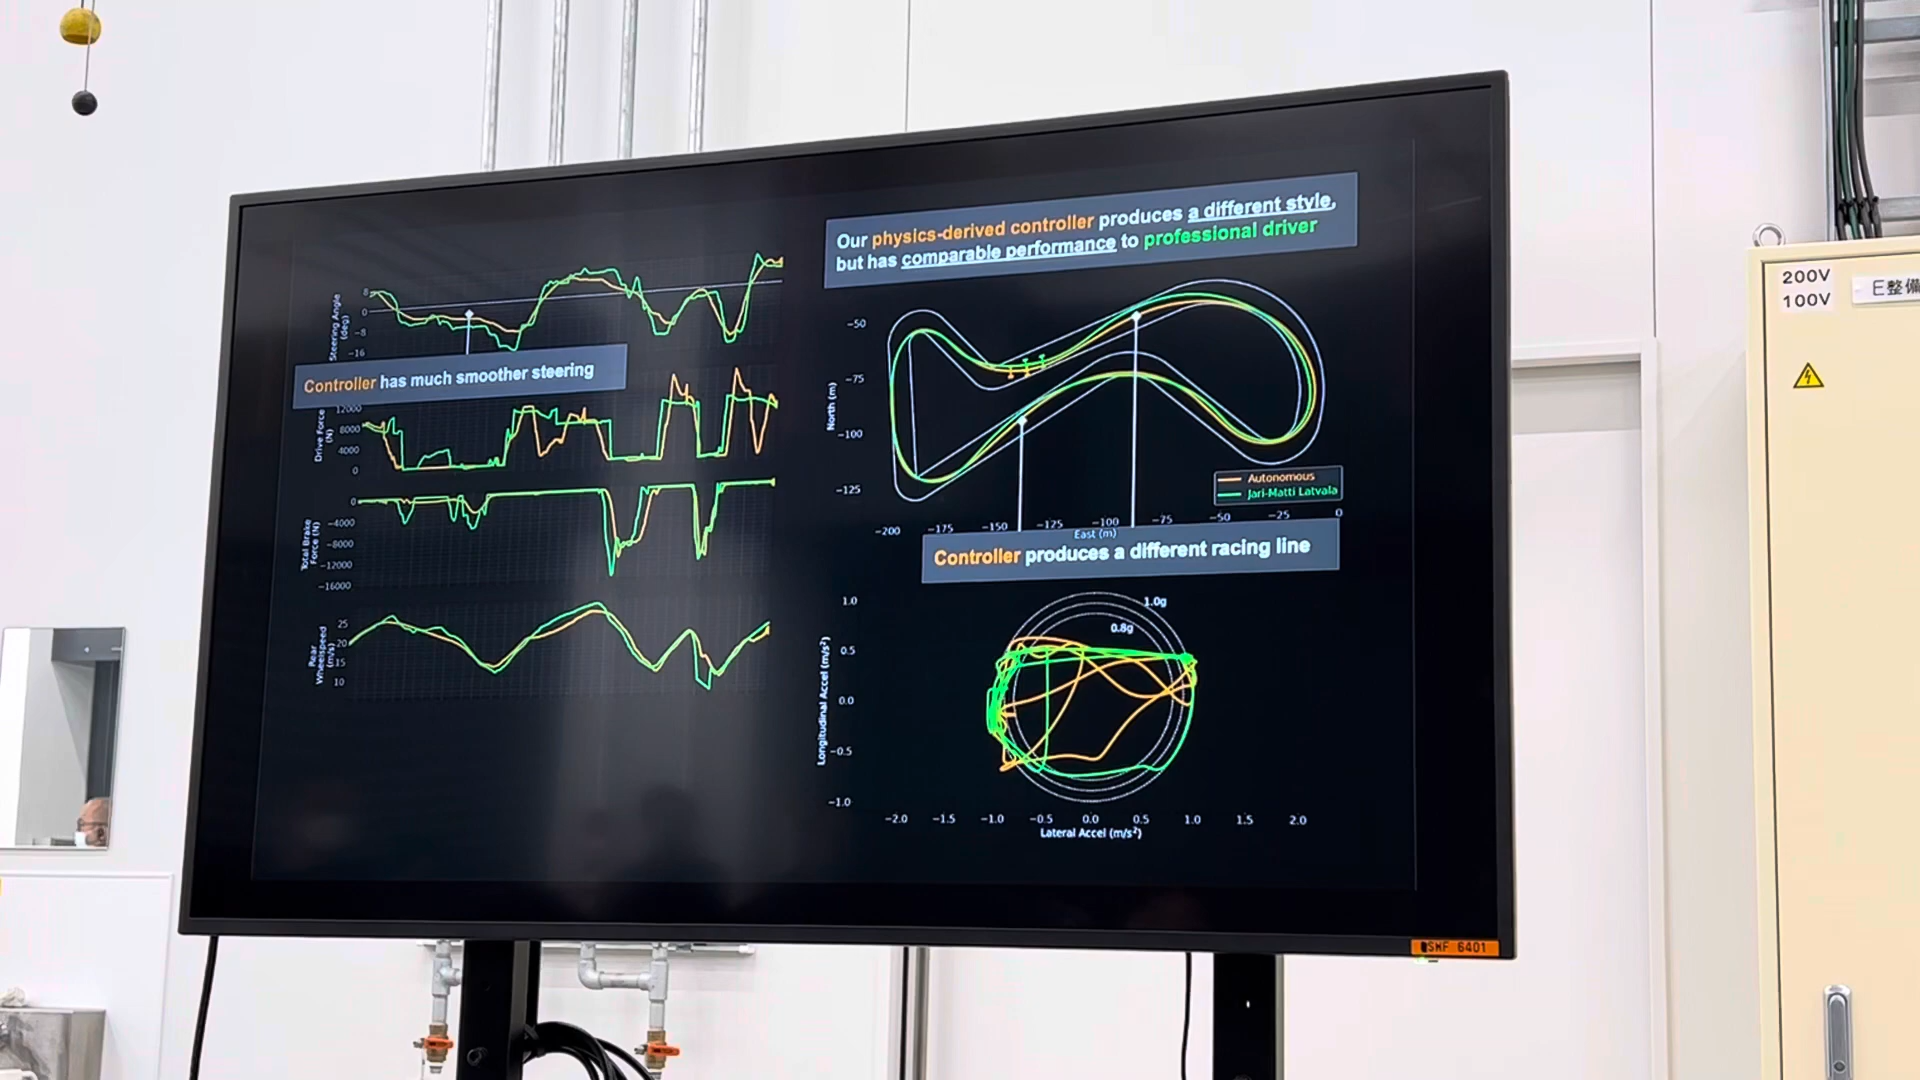 Our physics-derived controller produces a different style,
but has comparable performance to professional driver
Steering Angle
(deg)
8
0
-8
-16
Controller has much smoother steering
Drive Force
(N)
12000
8000
4000
0
Total Brake
Force (N)
0
-4000
-8000
-12000
-16000
Rear
Wheelspeed
(m/s)
25
20
15
10
North (m)
-50
-75
-100
-125
Autonomous
Jari-Matti Latvala
-200 -175 -150 -125 -100 -75 -50 -25 0
East (m)
Controller produces a different racing line
Longitudinal Accel (m/s²)
1.0
0.5
0.0
-0.5
-1.0
1.0g
0.8g
-2.0 -1.5 -1.0 -0.5 0.0 0.5 1.0 1.5 2.0
Lateral Accel (m/s²)
SMF 6401
200V
100V
E整備